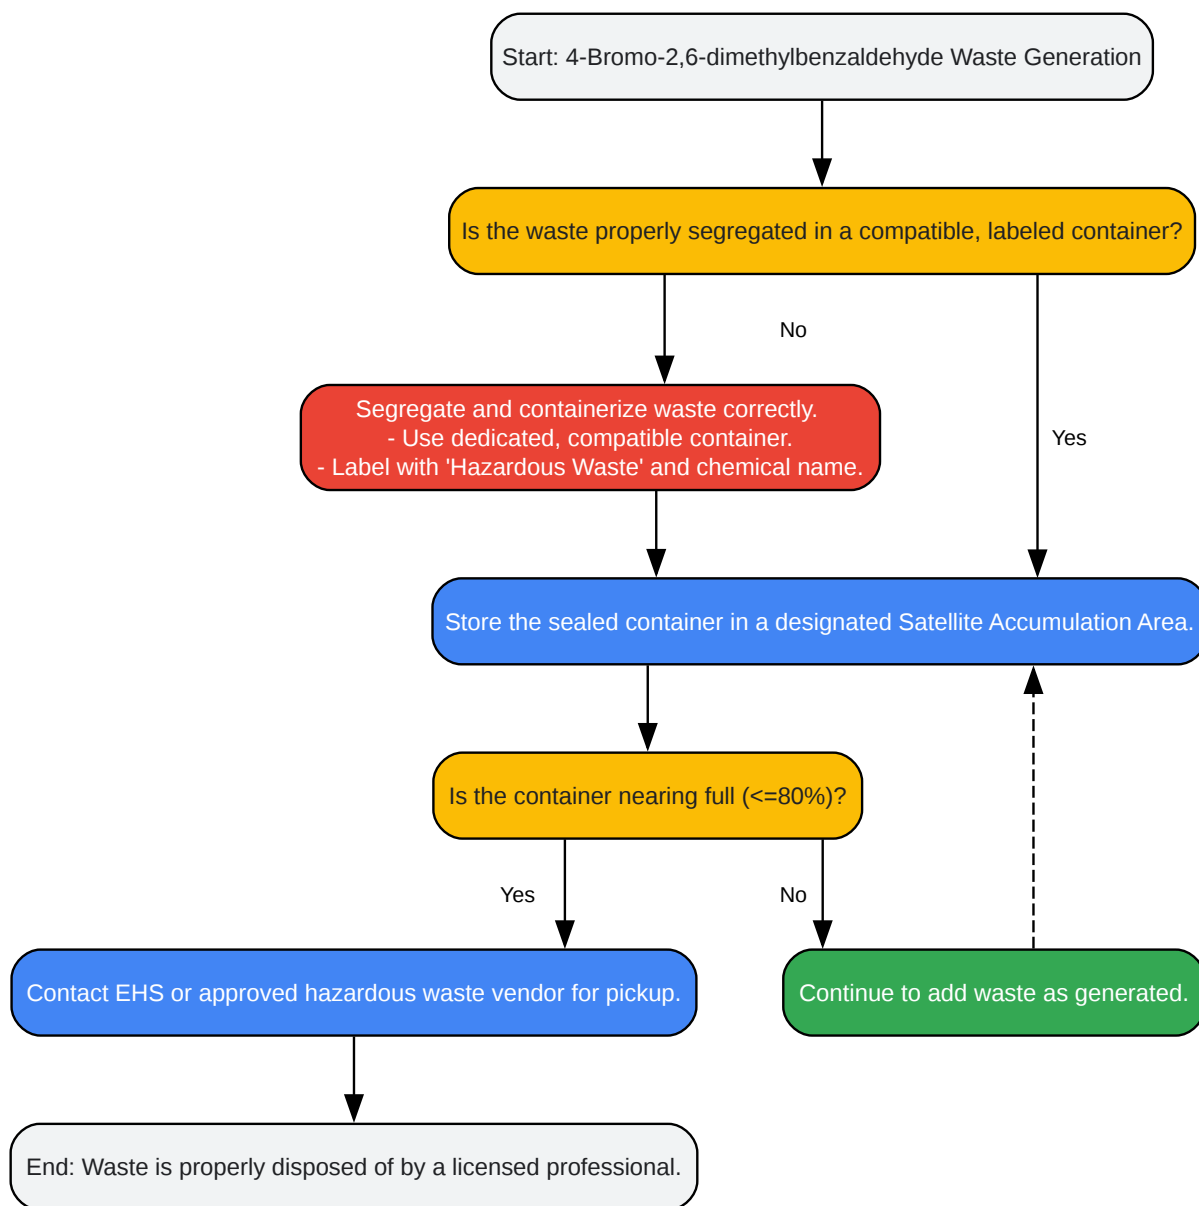 Start: 4-Bromo-2,6-dimethylbenzaldehyde Waste Generation
Is the waste properly segregated in a compatible, labeled container?
No
Segregate and containerize waste correctly.
- Use dedicated, compatible container.
- Label with 'Hazardous Waste' and chemical name.
Yes
Store the sealed container in a designated Satellite Accumulation Area.
Is the container nearing full (<=80%)?
Yes
No
Contact EHS or approved hazardous waste vendor for pickup.
Continue to add waste as generated.
End: Waste is properly disposed of by a licensed professional.